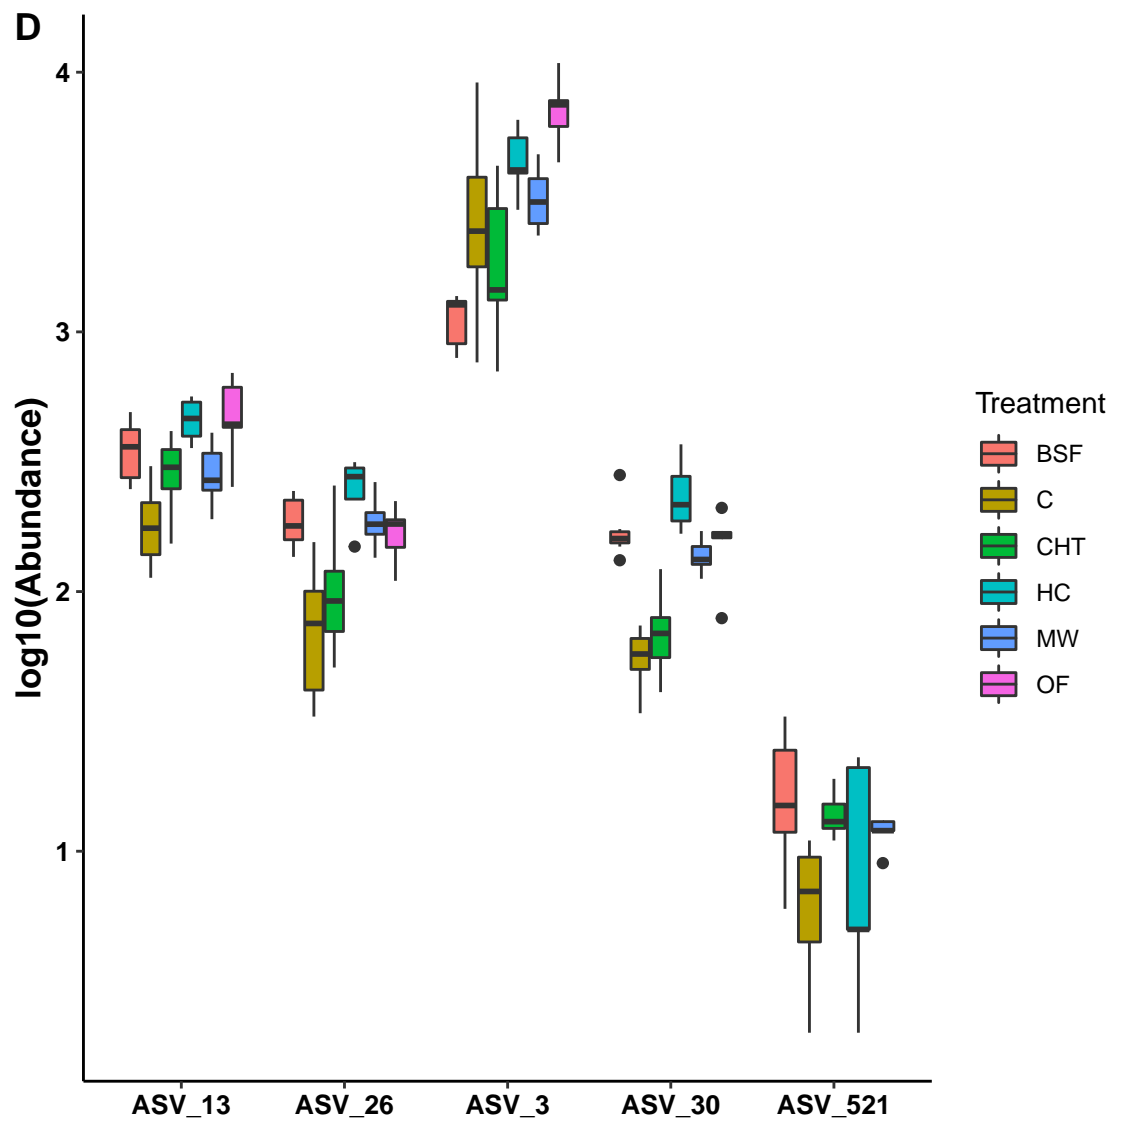 D
log10(Abundance)
4
3
2
1
ASV_13 ASV_26 ASV_3 ASV_30 ASV_521
Treatment
BSF
C
CHT
HC
MW
OF